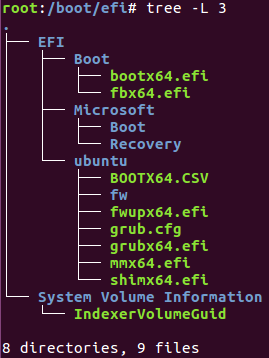 root:/boot/efi# tree -L 3
.
├── EFI
│   ├── Boot
│   │   ├── bootx64.efi
│   │   └── fbx64.efi
│   ├── Microsoft
│   │   ├── Boot
│   │   └── Recovery
│   └── ubuntu
│       ├── BOOTX64.CSV
│       ├── fw
│       ├── fwupx64.efi
│       ├── grub.cfg
│       ├── grubx64.efi
│       ├── mmx64.efi
│       └── shimx64.efi
└── System Volume Information
    └── IndexerVolumeGuid

8 directories, 9 files